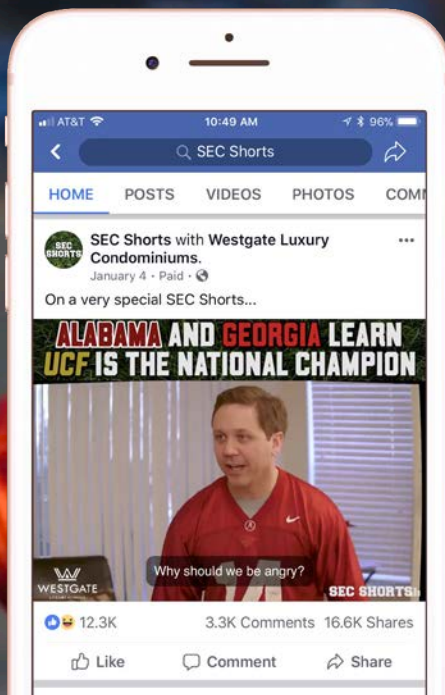 AT&T 10:49 AM 96%
SEC Shorts
HOME POSTS VIDEOS PHOTOS COM
SEC SHORTS
SEC Shorts with Westgate Luxury
Condominiums.
January 4 · Paid ·
On a very special SEC Shorts...
ALABAMA AND GEORGIA LEARN
UCF IS THE NATIONAL CHAMPION
Why should we be angry?
WESTGATE
SEC SHORTS
12.3K 3.3K Comments 16.6K Shares
Like Comment Share